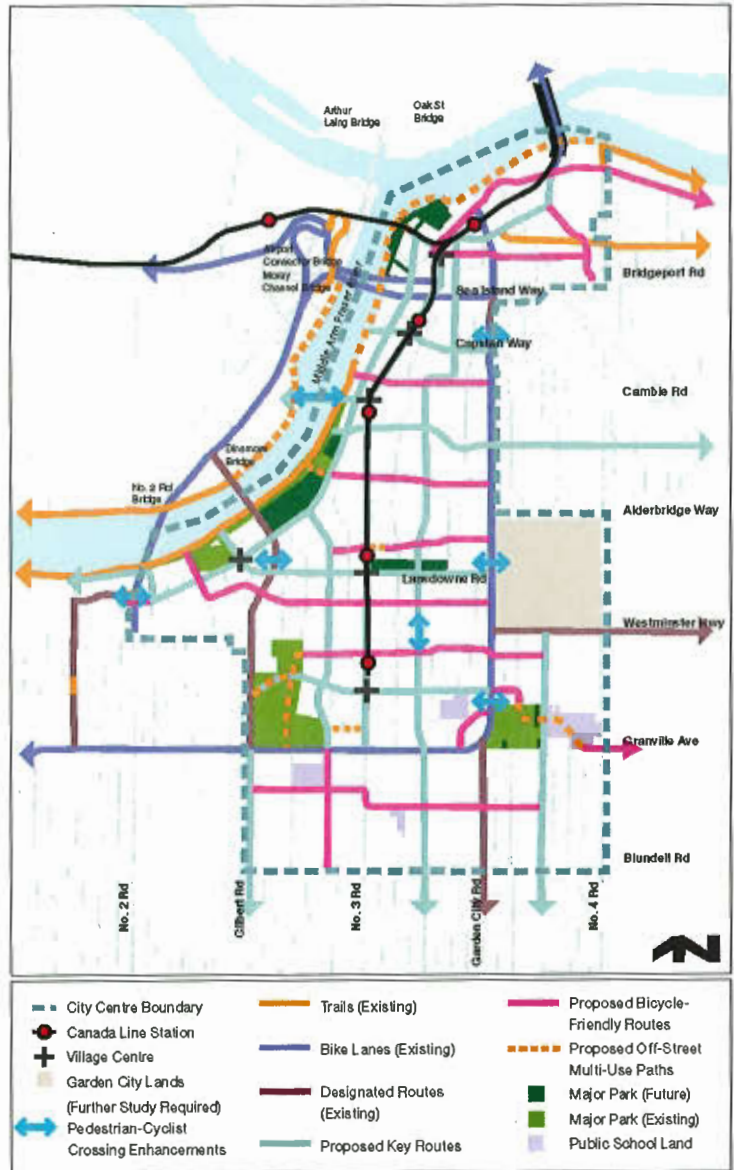 Arthur
Laing Bridge
Oak St
Bridge
Airport
Connector Bridge
Moray
Channel Bridge
Middle Arm Fraser River
Sea Island Way
Bridgeport Rd
Capstan Way
Cambie Rd
Dinsmore
Bridge
No. 2 Rd
Bridge
Alderbridge Way
Lansdowne Rd
Westminster Hwy
Granville Ave
Blundell Rd
No. 2 Rd
Gilbert Rd
No. 3 Rd
Garden City Rd
No. 4 Rd
N
City Centre Boundary
Canada Line Station
Village Centre
Garden City Lands
(Further Study Required)
Pedestrian-Cyclist
Crossing Enhancements
Trails (Existing)
Bike Lanes (Existing)
Designated Routes
(Existing)
Proposed Key Routes
Proposed Bicycle-
Friendly Routes
Proposed Off-Street
Multi-Use Paths
Major Park (Future)
Major Park (Existing)
Public School Land